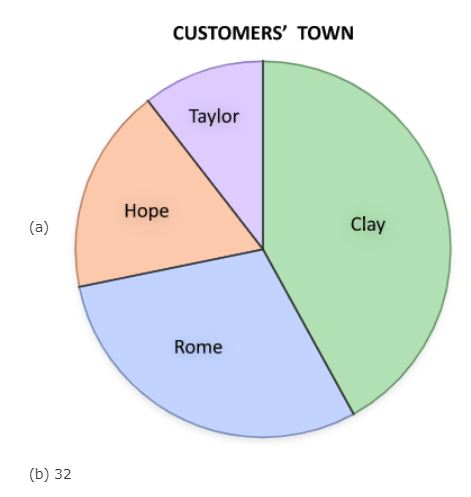 CUSTOMERS’ TOWN
Taylor
Hope
Clay
(a)
Rome
(b) 32